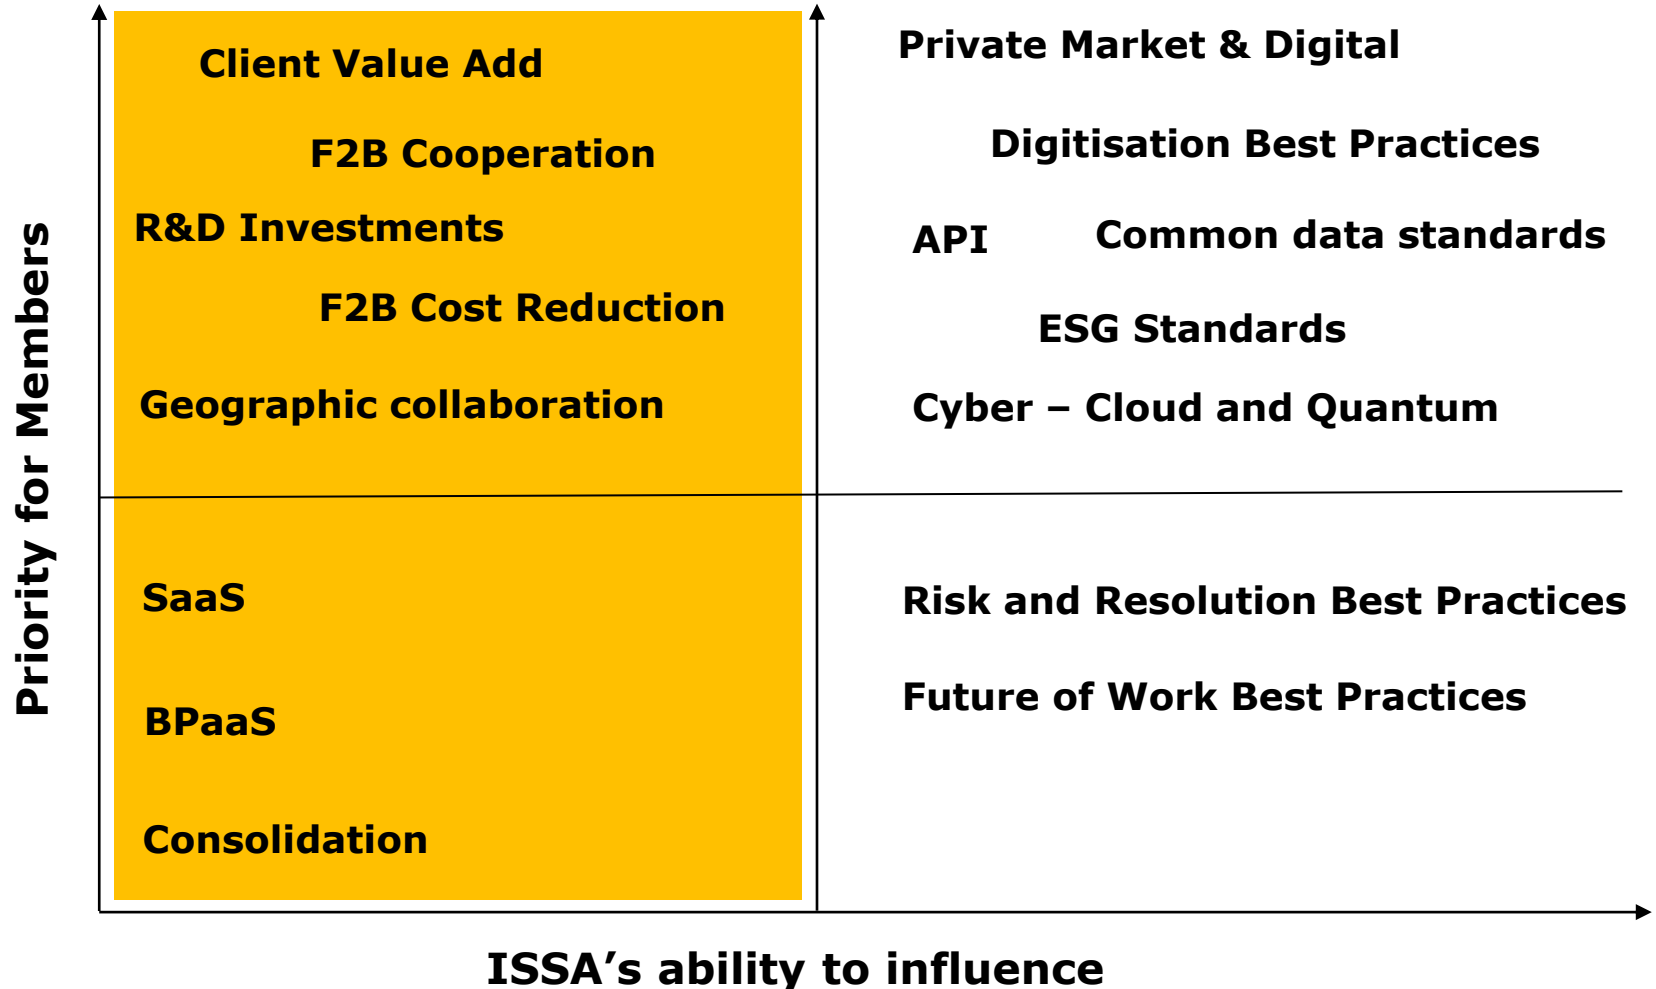 Priority for Members
Client Value Add
F2B Cooperation
R&D Investments
F2B Cost Reduction
Geographic collaboration
Private Market & Digital
Digitisation Best Practices
API
Common data standards
ESG Standards
Cyber – Cloud and Quantum
SaaS
BPaaS
Consolidation
Risk and Resolution Best Practices
Future of Work Best Practices
ISSA’s ability to influence